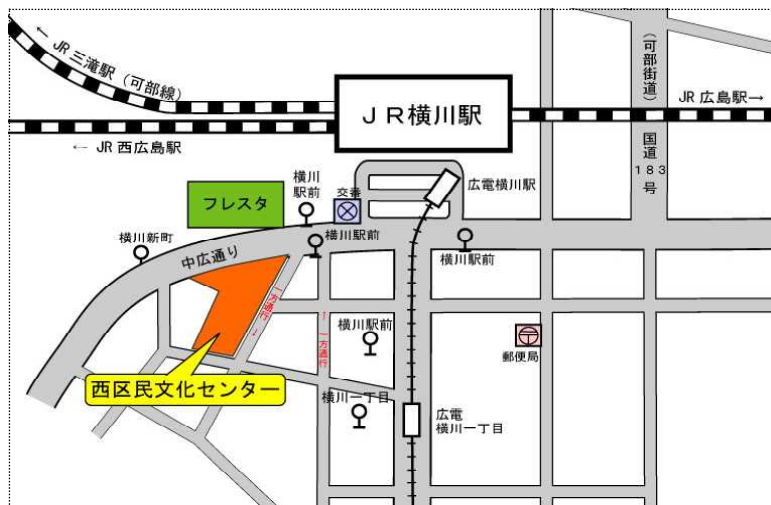 ← JR 三滝駅（可部線）
← JR 西広島駅
ＪＲ横川駅
JR 広島駅→
（可部街道）
国道
１８３
号
横川
駅前
交番
広電横川駅
フレスタ
横川新町
横川駅前
横川駅前
中広通り
一方通行 →
← 一方通行
横川駅前
郵便局
西区民文化センター
横川一丁目
広電
横川一丁目